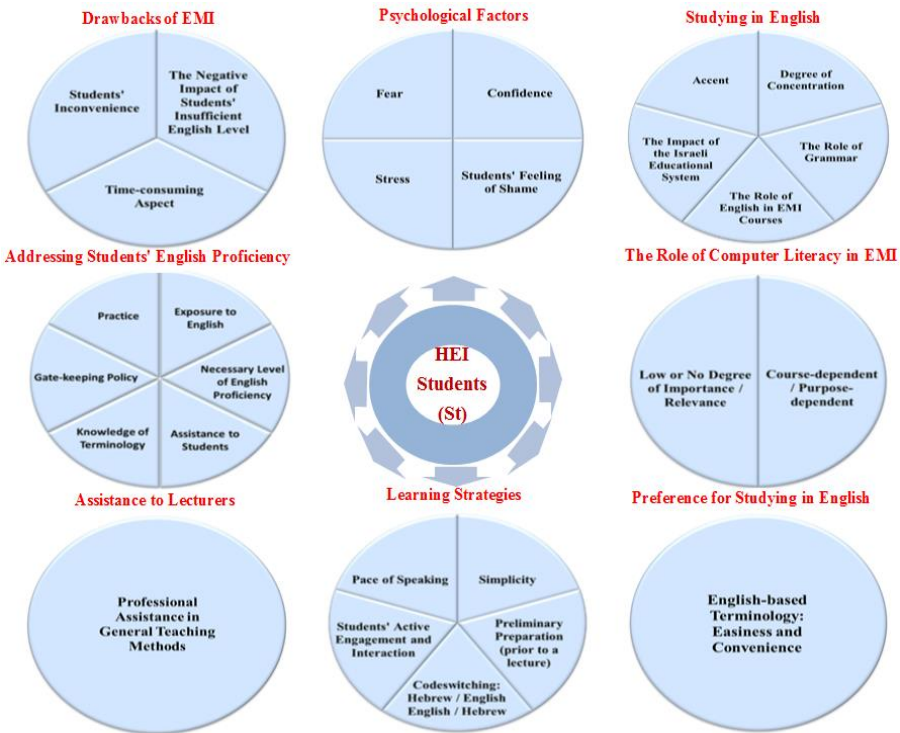 Drawbacks of EMI
Students'
Inconvenience
The Negative
Impact of
Students'
Insufficient
English Level
Time-consuming
Aspect
Psychological Factors
Fear
Confidence
Stress
Students' Feeling
of Shame
Studying in English
Accent
Degree of
Concentration
The Impact of
the Israeli
Educational
System
The Role of
Grammar
The Role of
English in EMI
Courses
Addressing Students' English Proficiency
Practice
Exposure to
English
Gate-keeping Policy
Necessary Level
of English
Proficiency
Knowledge of
Terminology
Assistance to
Students
HEI
Students
(St)
The Role of Computer Literacy in EMI
Low or No Degree
of Importance /
Relevance
Course-dependent
/ Purpose-
dependent
Assistance to Lecturers
Professional
Assistance in
General Teaching
Methods
Learning Strategies
Pace of Speaking
Simplicity
Students' Active
Engagement and
Interaction
Preliminary
Preparation
(prior to a
lecture)
Codeswitching:
Hebrew / English
English / Hebrew
Preference for Studying in English
English-based
Terminology:
Easiness and
Convenience